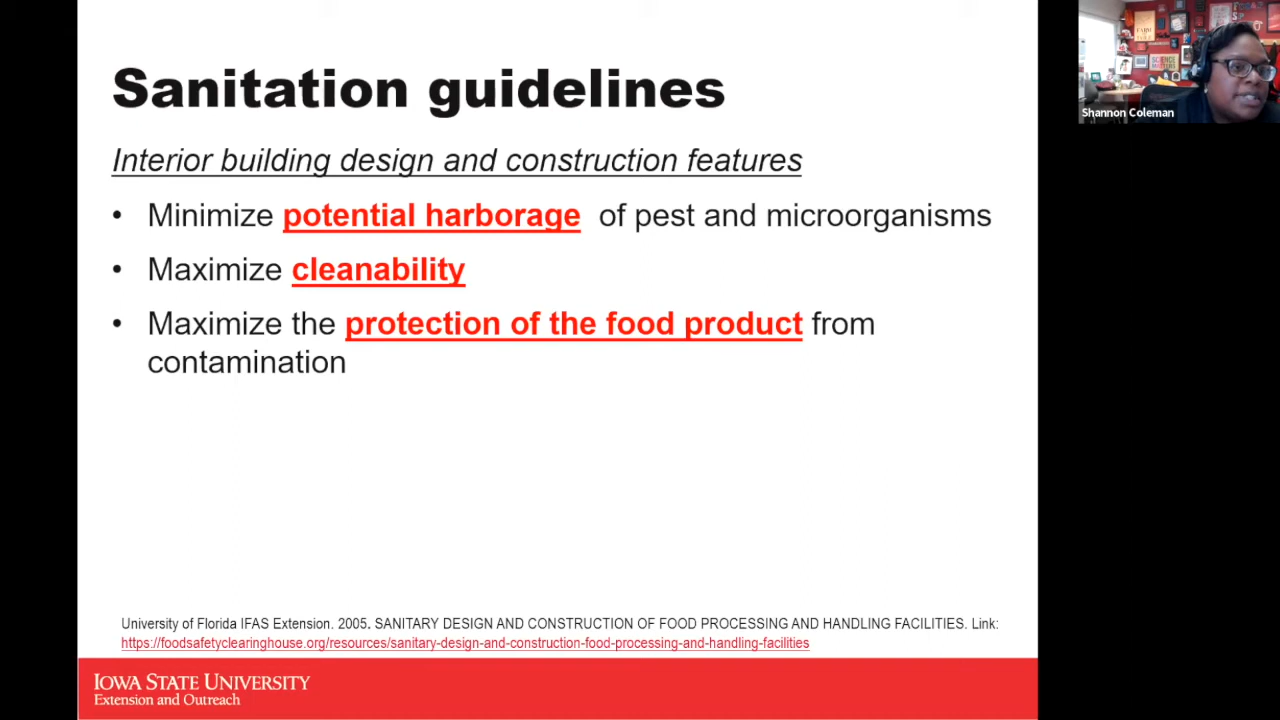 Sanitation guidelines
Interior building design and construction features
• Minimize potential harborage of pest and microorganisms
• Maximize cleanability
• Maximize the protection of the food product from
contamination
University of Florida IFAS Extension. 2005. SANITARY DESIGN AND CONSTRUCTION OF FOOD PROCESSING AND HANDLING FACILITIES. Link:
https://foodsafetyclearinghouse.org/resources/sanitary-design-and-construction-food-processing-and-handling-facilities
IOWA STATE UNIVERSITY
Extension and Outreach
SCIENCE
MATTERS
Shannon Coleman